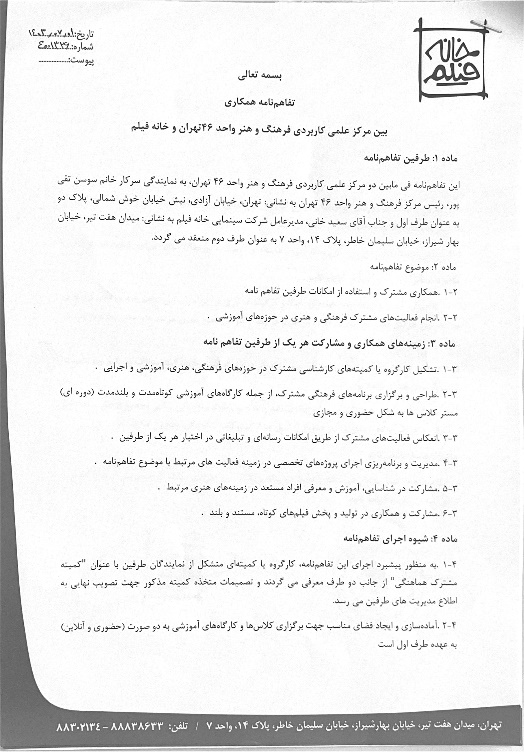 خانه فیلم
تاریخ:
شماره:
پیوست:
بسمه تعالی
تفاهم‌نامه همکاری
بین مرکز علمی کاربردی فرهنگ و هنر واحد ۴۶تهران و خانه فیلم
ماده ۱: طرفین تفاهم‌نامه
این تفاهم‌نامه فی مابین دو مرکز علمی کاربردی فرهنگ و هنر واحد ۴۶ تهران، به نمایندگی سرکار خانم سوسن تقی
پور، رئیس مرکز فرهنگ و هنر واحد ۴۶ تهران به نشانی: تهران، خیابان آزادی، نبش خیابان خوش شمالی، پلاک دو
به عنوان طرف اول و جناب آقای سعید خانی، مدیرعامل شرکت سینمایی خانه فیلم به نشانی: میدان هفت تیر، خیابان
بهار شیراز، خیابان سلیمان خاطر، پلاک ۱۴، واحد ۷ به عنوان طرف دوم منعقد می گردد.
ماده ۲: موضوع تفاهم‌نامه
۱-۲ .همکاری مشترک و استفاده از امکانات طرفین تفاهم نامه
۲-۲ .انجام فعالیت‌های مشترک فرهنگی و هنری در حوزه‌های آموزشی .
ماده ۳: زمینه‌های همکاری و مشارکت هر یک از طرفین تفاهم نامه
۱-۳ .تشکیل کارگروه یا کمیته‌های کارشناسی مشترک در حوزه‌های فرهنگی، هنری، آموزشی و اجرایی .
۲-۳ .طراحی و برگزاری برنامه‌های فرهنگی مشترک، از جمله کارگاه‌های آموزشی کوتاه‌مدت و بلندمدت (دوره ای)
مستر کلاس ها به شکل حضوری و مجازی
۳-۳ .انعکاس فعالیت‌های مشترک از طریق امکانات رسانه‌ای و تبلیغاتی در اختیار هر یک از طرفین .
۴-۳ .مدیریت و برنامه‌ریزی اجرای پروژه‌های تخصصی در زمینه فعالیت های مرتبط با موضوع تفاهم‌نامه .
۵-۳ .مشارکت در شناسایی، آموزش و معرفی افراد مستعد در زمینه‌های هنری مرتبط .
۶-۳ .مشارکت و همکاری در تولید و پخش فیلم‌های کوتاه، مستند و بلند .
ماده ۴: شیوه اجرای تفاهم‌نامه
۱-۴ .به منظور پیشبرد اجرای این تفاهم‌نامه، کارگروه یا کمیته‌ای متشکل از نمایندگان طرفین با عنوان "کمیته
مشترک هماهنگی" از جانب دو طرف معرفی می گردند و تصمیمات متخذه کمیته مذکور جهت تصویب نهایی به
اطلاع مدیریت های طرفین می رسد.
۲-۴ .آماده‌سازی و ایجاد فضای مناسب جهت برگزاری کلاس‌ها و کارگاه‌های آموزشی به دو صورت (حضوری و آنلاین)
به عهده طرف اول است
تهران، میدان هفت تیر، خیابان بهارشیراز، خیابان سلیمان خاطر، پلاک ۱۴، واحد ۷ / تلفن: ۸۸۸۳۸۶۳۳ - ۸۸۳۰۲۱۳۴